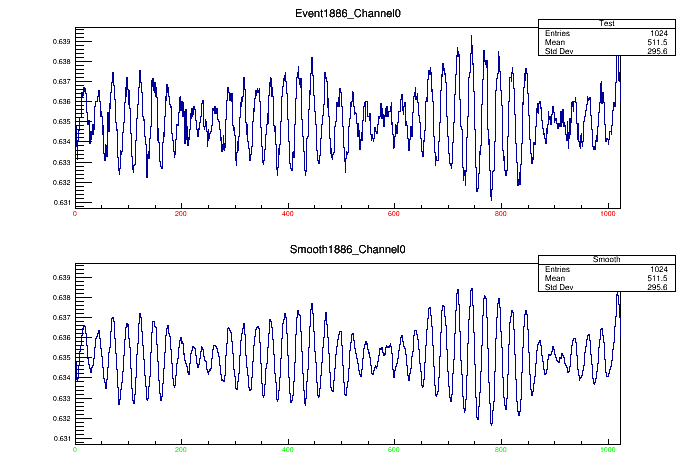 Event1886_Channel0
Test
Entries 1024
Mean 511.5
Std Dev 295.6
0.639
0.638
0.637
0.636
0.635
0.634
0.633
0.632
0.631
0 200 400 600 800 1000
Smooth1886_Channel0
Smooth
Entries 1024
Mean 511.5
Std Dev 295.6
0.639
0.638
0.637
0.636
0.635
0.634
0.633
0.632
0.631
0 200 400 600 800 1000